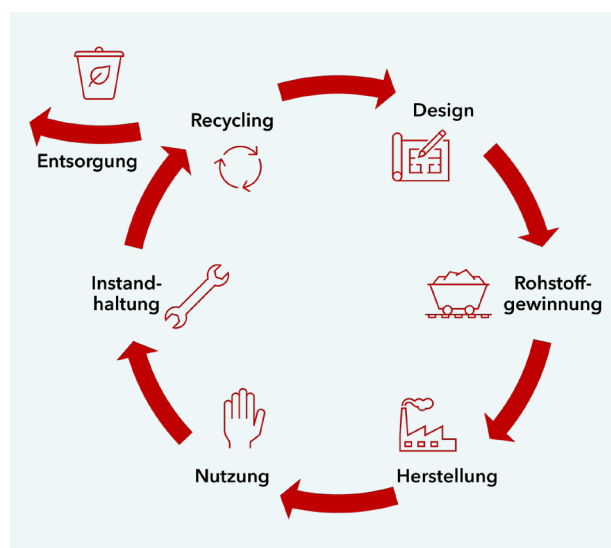 Recycling
Design
Entsorgung
Instand-
haltung
Rohstoff-
gewinnung
Nutzung
Herstellung